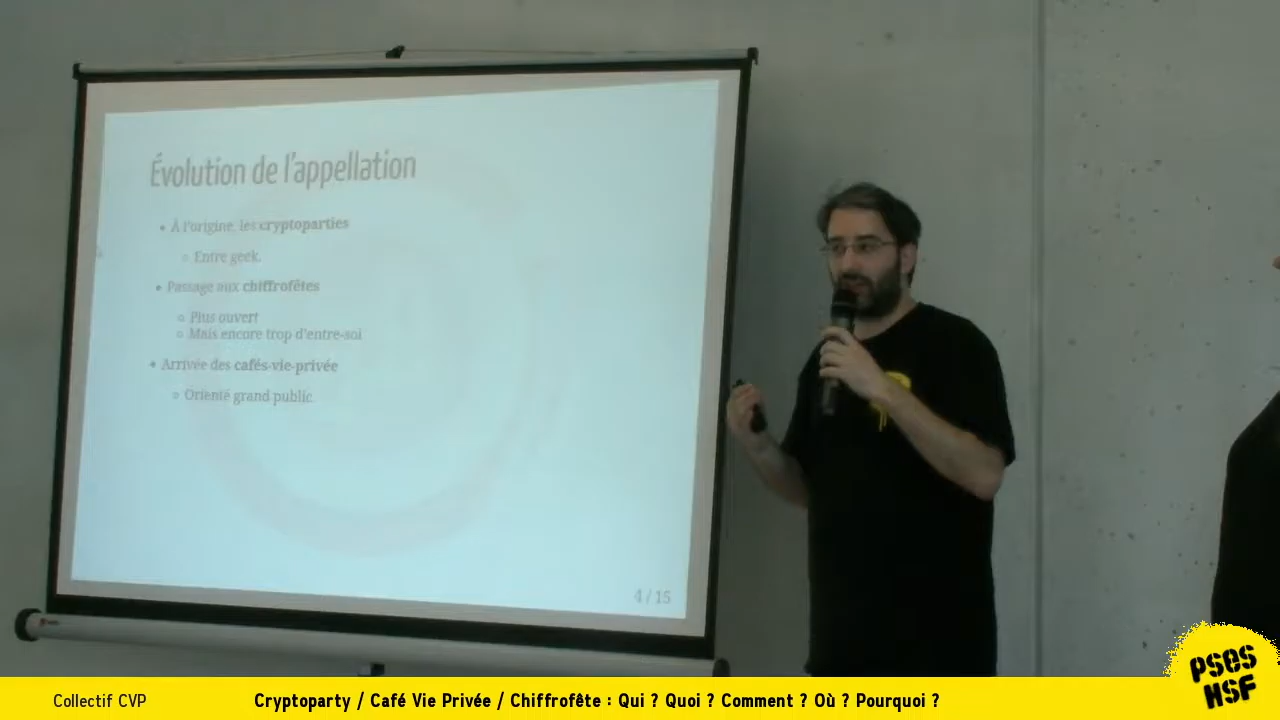 Évolution de l'appellation
À l'origine, les cryptoparties
Entre geek.
Passage aux chiffrofêtes
Plus ouvert
Mais encore trop d'entre-soi
Arrivée des cafés-vie-privée
Orienté grand public.
4 / 15
Collectif CVP
Cryptoparty / Café Vie Privée / Chiffrofête : Qui ? Quoi ? Comment ? Où ? Pourquoi ?
PSES
HSF